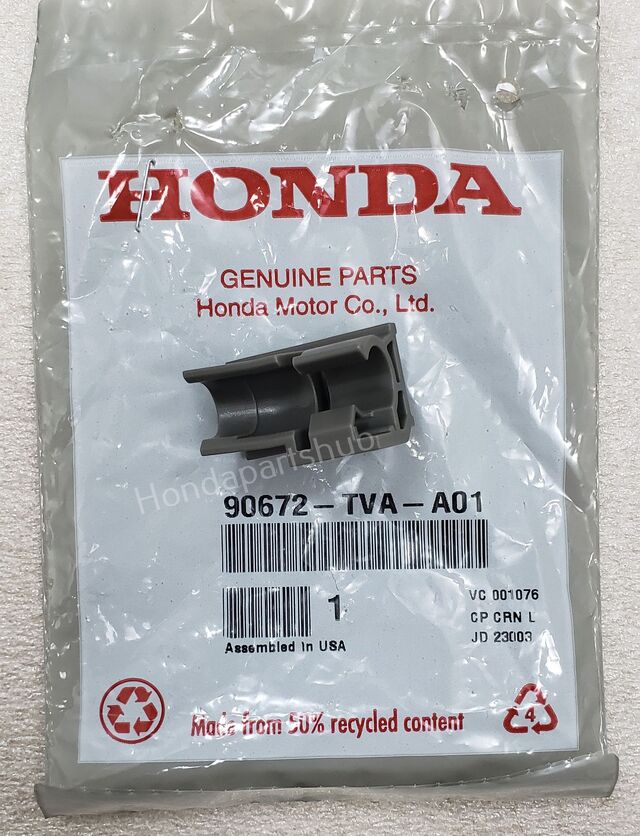 HONDA
GENUINE PARTS
Honda Motor Co., Ltd.
Hondapartshub
90672-TVA-A01
1
VC 001076
CP CRN L
Assembled in USA
JD 23003
Made from 50% recycled content
4